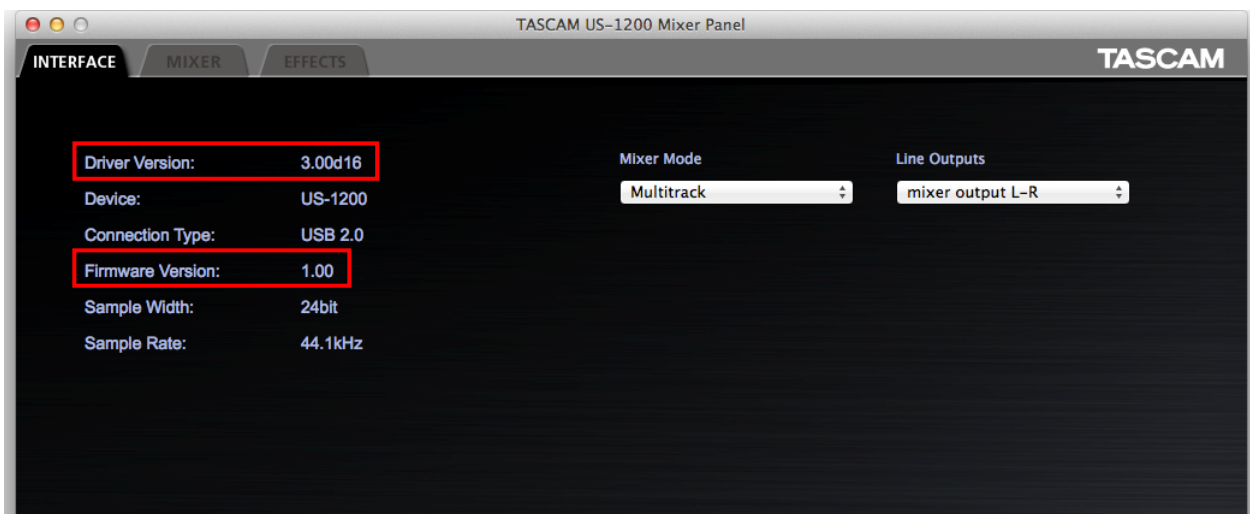 TASCAM US-1200 Mixer Panel
INTERFACE MIXER EFFECTS TASCAM
Driver Version: 3.00d16
Device: US-1200
Connection Type: USB 2.0
Firmware Version: 1.00
Sample Width: 24bit
Sample Rate: 44.1kHz
Mixer Mode Line Outputs
Multitrack mixer output L-R